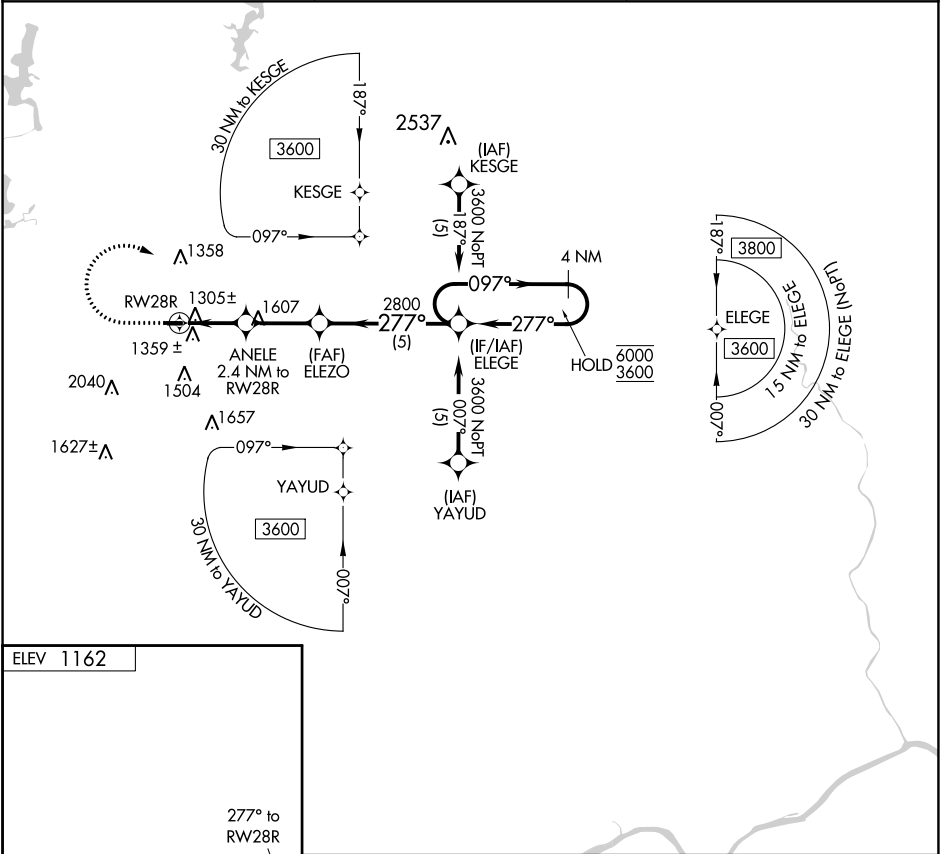 30 NM to KESGE
187°
3600
KESGE
097°
2537
(IAF)
KESGE
3600 NoPT
187°
(5)
1358
RW28R
1305±
1607
1359 ±
ANELE
2.4 NM to
RW28R
(FAF)
ELEZO
2800
277°
(5)
097°
4 NM
277°
(IF/IAF)
ELEGE
HOLD
6000
3600
187°
3800
ELEGE
3600
007°
15 NM to ELEGE
30 NM to ELEGE (NoPT)
2040
1504
1657
1627±
3600 NoPT
007°
(5)
(IAF)
YAYUD
097°
YAYUD
3600
007°
30 NM to YAYUD
ELEV 1162
277° to
RW28R